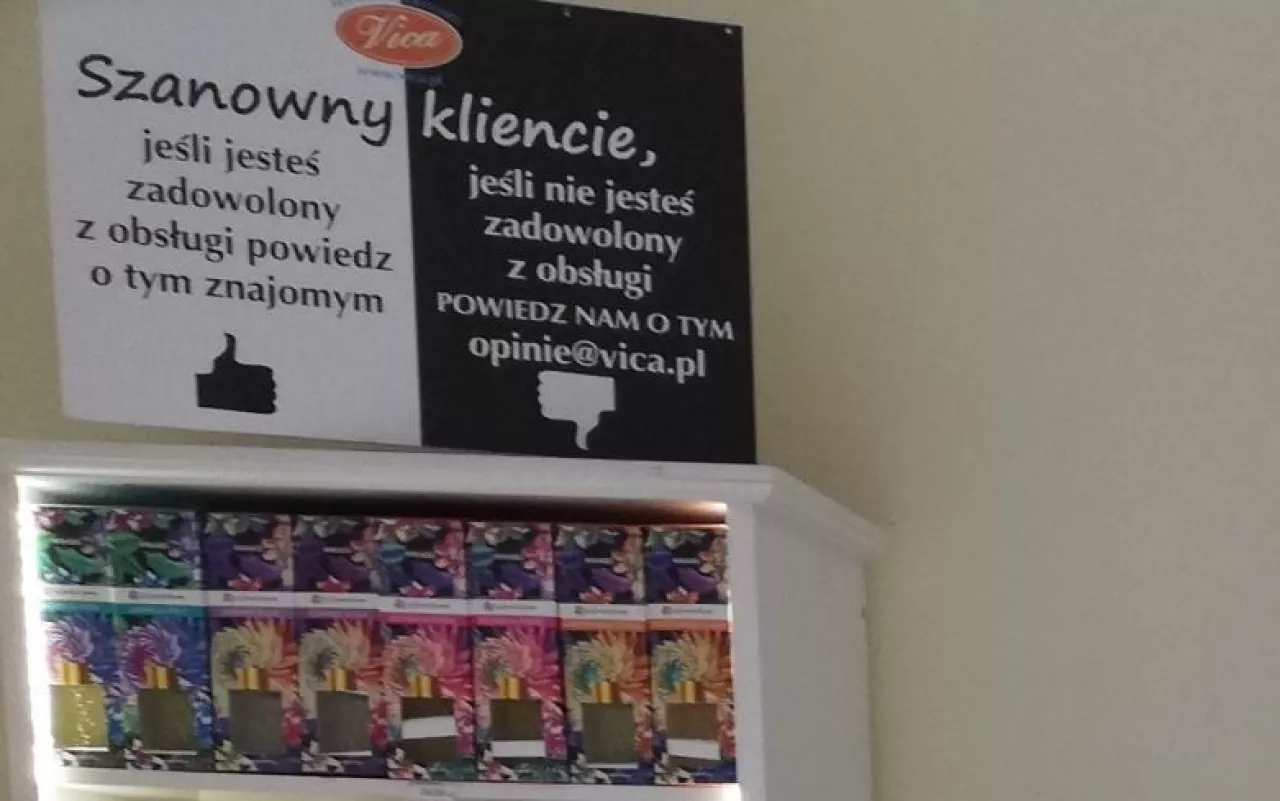 Vica
Szanowny kliencie,
jeśli jesteś
zadowolony
z obsługi powiedz
o tym znajomym
jeśli nie jesteś
zadowolony
z obsługi
POWIEDZ NAM O TYM
opinie@vica.pl